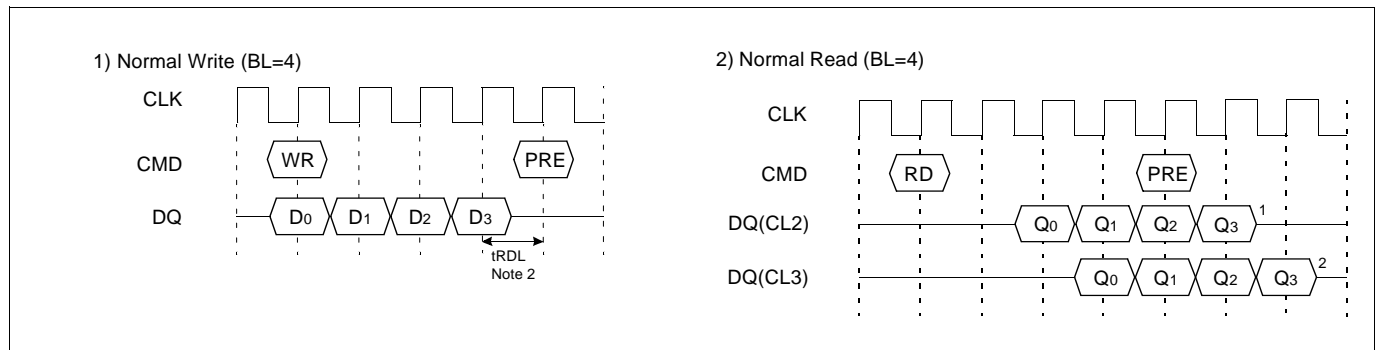 1) Normal Write (BL=4)
CLK
CMD
WR
PRE
DQ
D0
D1
D2
D3
tRDL
Note 2
2) Normal Read (BL=4)
CLK
CMD
RD
PRE
DQ(CL2)
Q0
Q1
Q2
Q3
1
DQ(CL3)
Q0
Q1
Q2
Q3
2